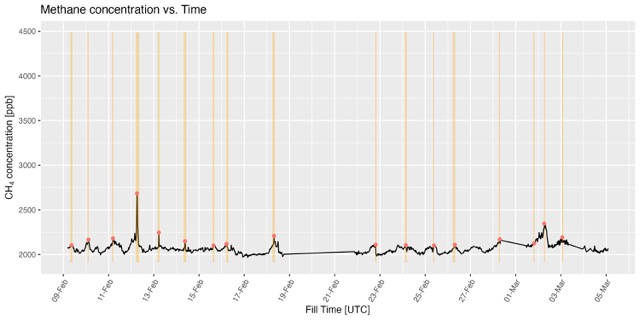 Methane concentration vs. Time
4500
4000
3500
3000
2500
2000
CH₄ concentration [ppb]
09-Feb
11-Feb
13-Feb
15-Feb
17-Feb
19-Feb
21-Feb
23-Feb
25-Feb
27-Feb
01-Mar
03-Mar
05-Mar
Fill Time [UTC]